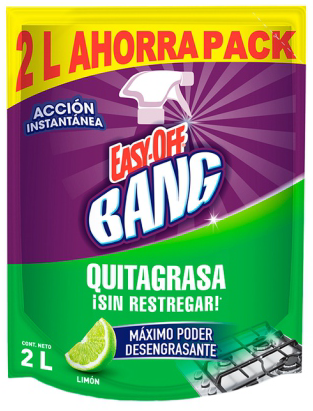 2 L AHORRA PACK
ACCIÓN
INSTANTÁNEA
EASY-OFF
BANG
QUITAGRASA
¡SIN RESTREGAR!*
MÁXIMO PODER
DESENGRASANTE
CONT. NETO
2 L
LIMÓN